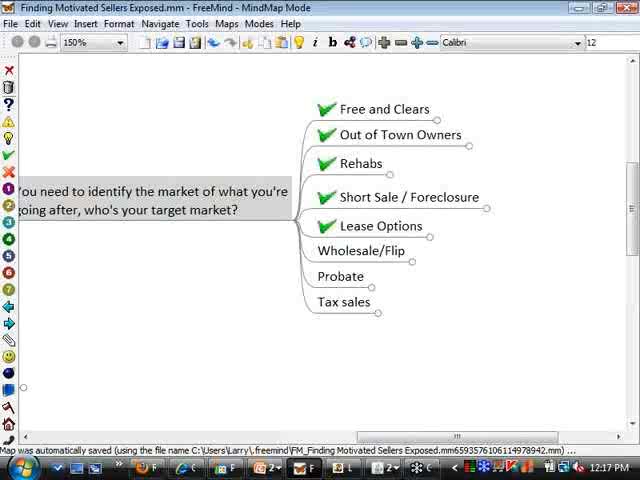 Finding Motivated Sellers Exposed.mm - FreeMind - MindMap Mode
File Edit View Insert Format Navigate Tools Maps Modes Help
150%
Calibri
12
Free and Clears
Out of Town Owners
Rehabs
You need to identify the market of what you're
going after, who's your target market?
Short Sale / Foreclosure
Lease Options
Wholesale/Flip
Probate
Tax sales
Map was automatically saved (using the file name C:\Users\Larry\.freemind\FM_Finding Motivated Sellers Exposed.mm6593576106114978942.mm) ...
12:17 PM